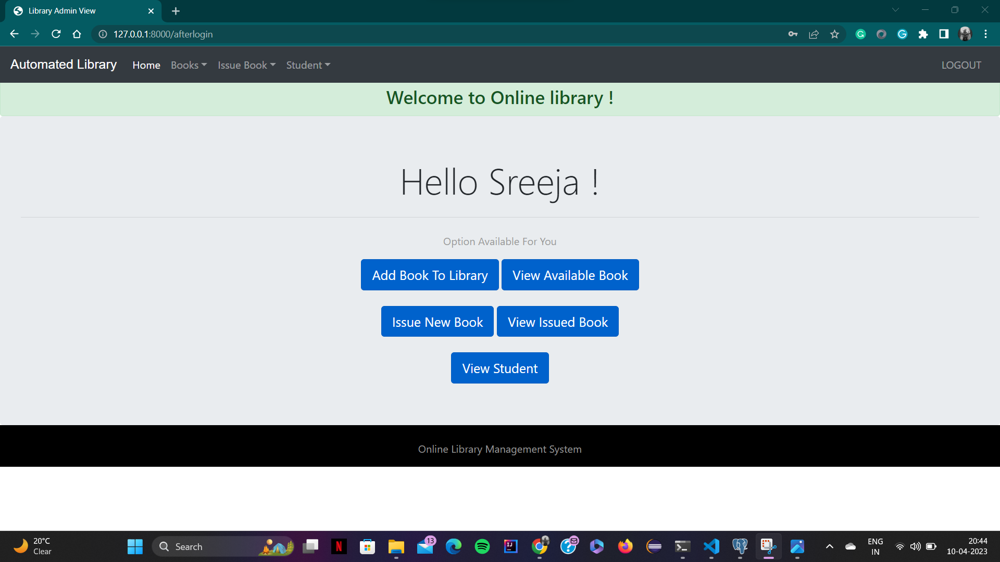 Library Admin View
127.0.0.1:8000/afterlogin
Automated Library Home Books Issue Book Student LOGOUT
Welcome to Online library !
Hello Sreeja !
Option Available For You
Add Book To Library View Available Book
Issue New Book View Issued Book
View Student
Online Library Management System
20°C
Clear
Search
13
ENG
IN
20:44
10-04-2023